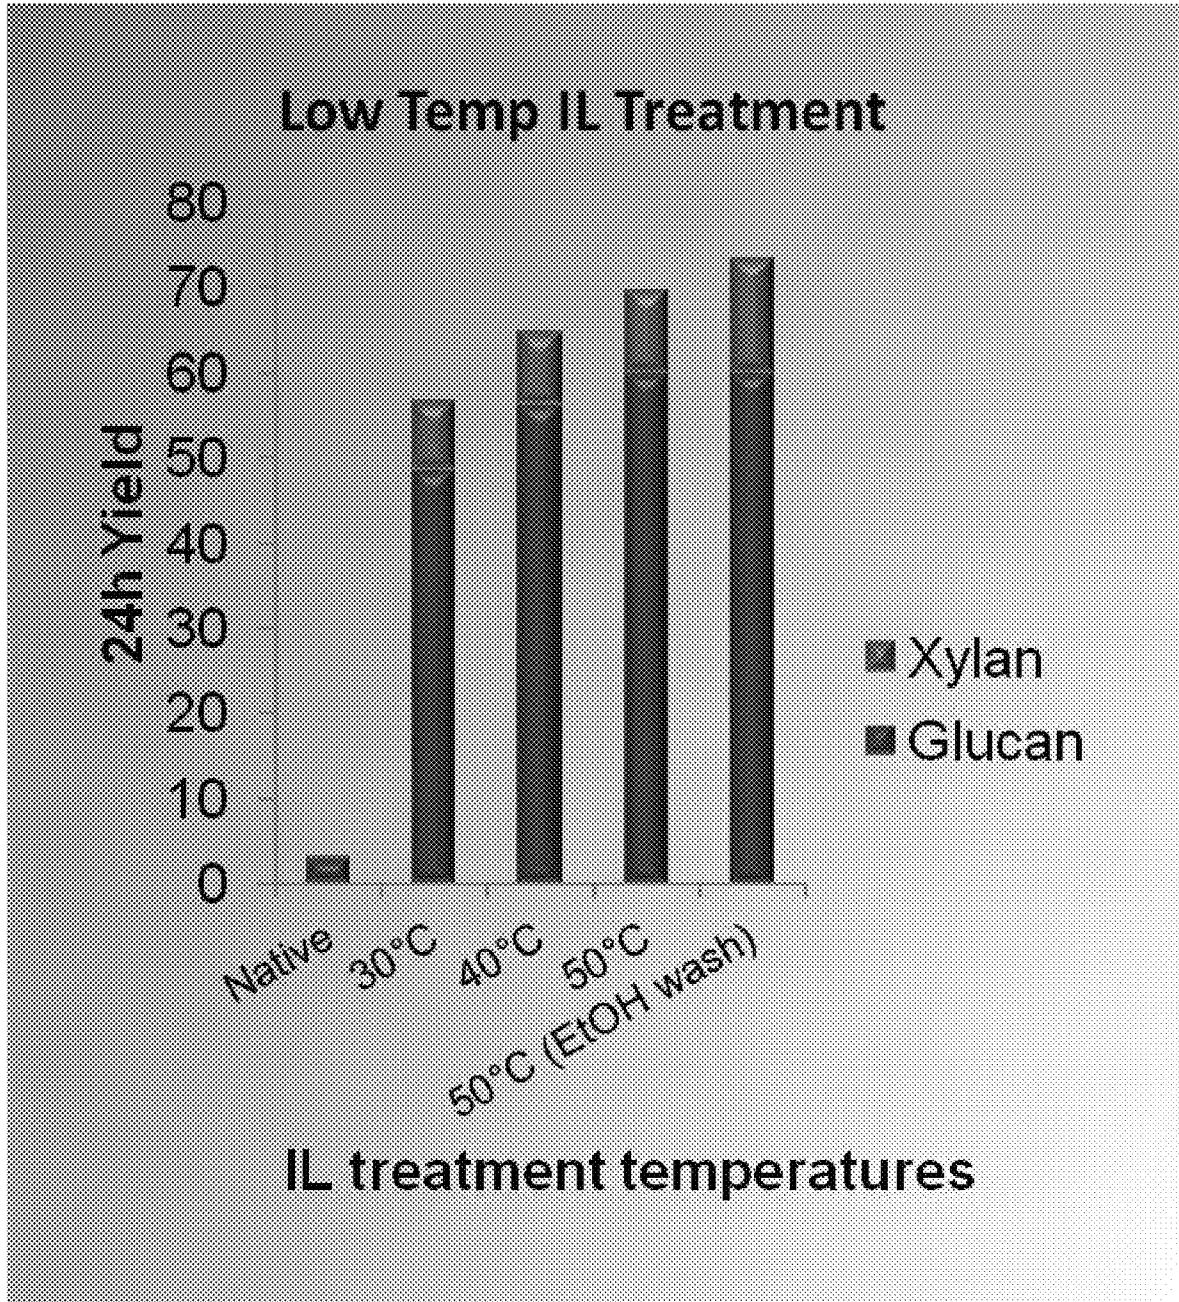 Low Temp IL Treatment
80
70
60
50
40
30
20
10
0
24h Yield
Xylan
Glucan
Native
30°C
40°C
50°C
50°C (EtOH wash)
IL treatment temperatures